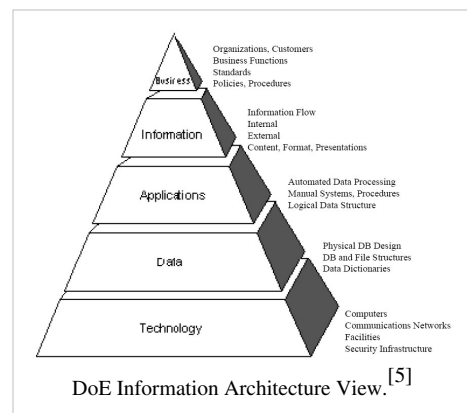 Business
Organizations, Customers
Business Functions
Standards
Policies, Procedures
Information
Information Flow
Internal
External
Content, Format, Presentations
Applications
Automated Data Processing
Manual Systems, Procedures
Logical Data Structure
Data
Physical DB Design
DB and File Structures
Data Dictionaries
Technology
Computers
Communications Networks
Facilities
Security Infrastructure
DoE Information Architecture View.[5]